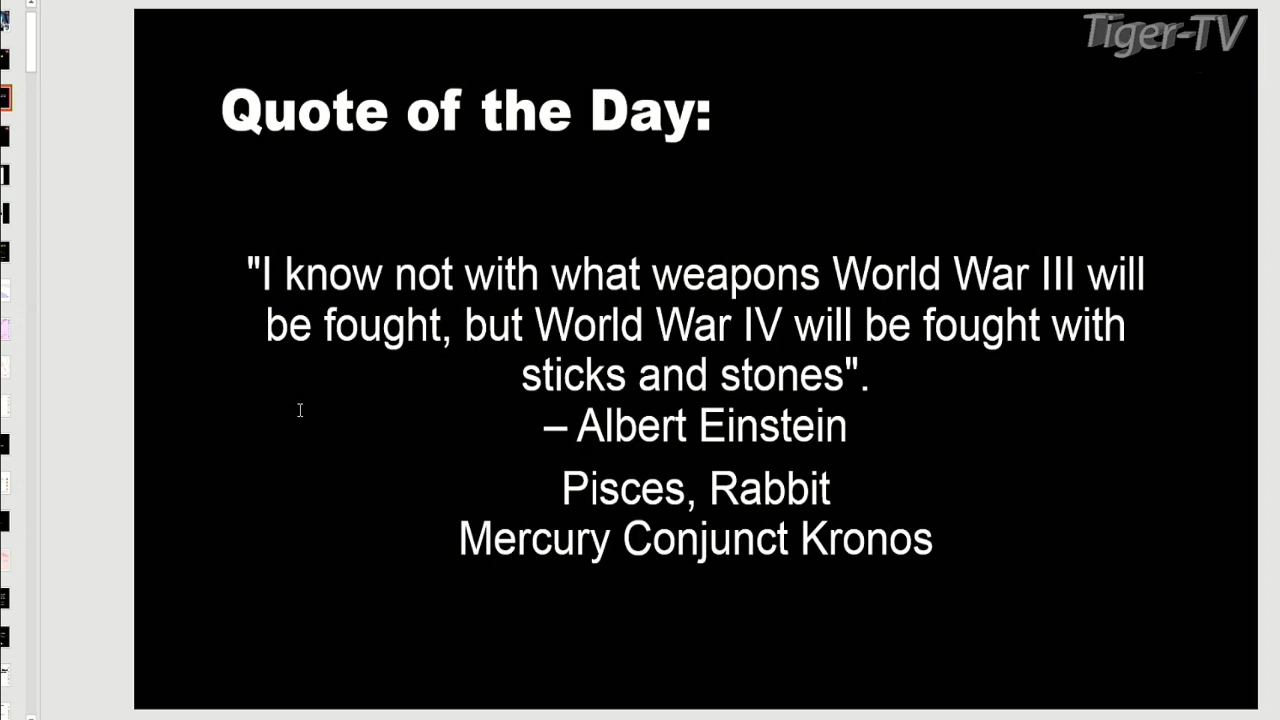 Tiger-TV
Quote of the Day:
"I know not with what weapons World War III will
be fought, but World War IV will be fought with
sticks and stones".
– Albert Einstein
Pisces, Rabbit
Mercury Conjunct Kronos